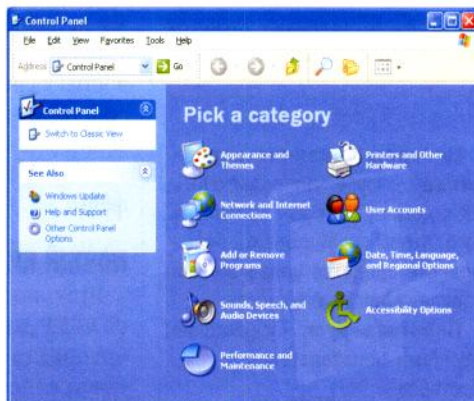 Control Panel
File Edit View Favorites Tools Help
Address Control Panel Go
Control Panel
Switch to Classic View
See Also
Windows Update
Help and Support
Other Control Panel
Options
Pick a category
Appearance and
Themes
Printers and Other
Hardware
Network and Internet
Connections
User Accounts
Add or Remove
Programs
Date, Time, Language,
and Regional Options
Sounds, Speech, and
Audio Devices
Accessibility Options
Performance and
Maintenance